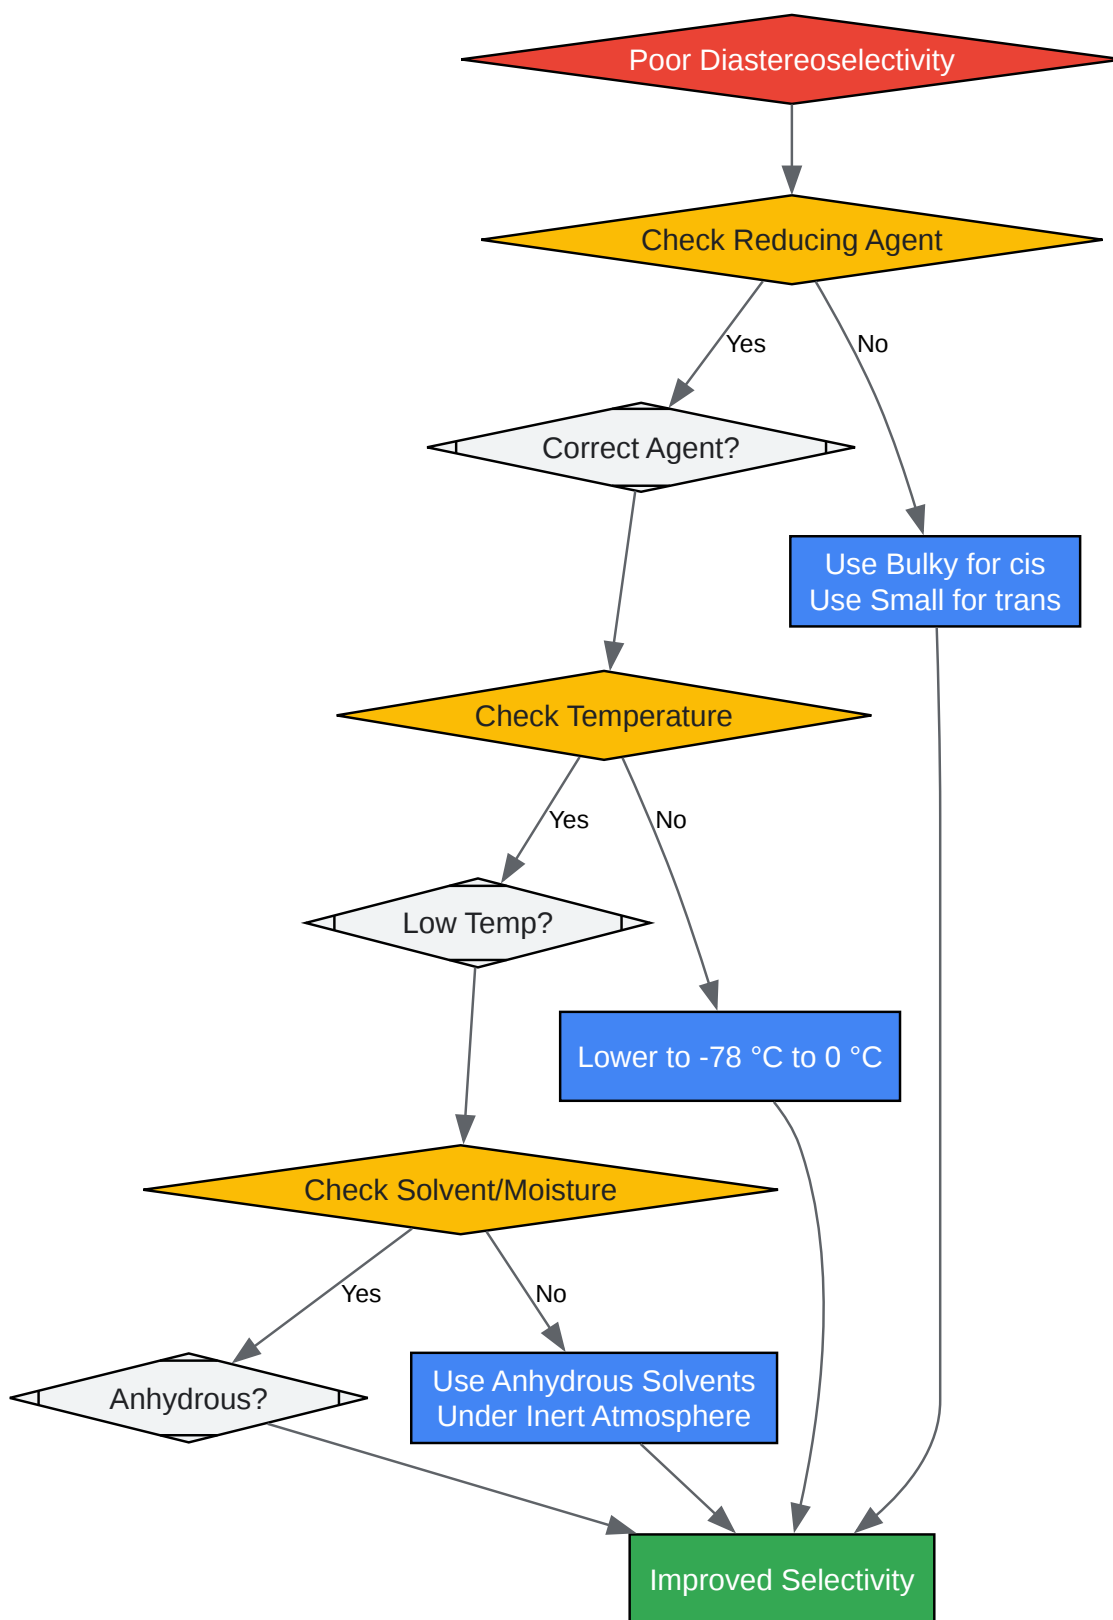 Poor Diastereoselectivity
Check Reducing Agent
Yes
No
Correct Agent?
Use Bulky for cis
Use Small for trans
Check Temperature
Yes
No
Low Temp?
Lower to -78 °C to 0 °C
Check Solvent/Moisture
Yes
No
Anhydrous?
Use Anhydrous Solvents
Under Inert Atmosphere
Improved Selectivity